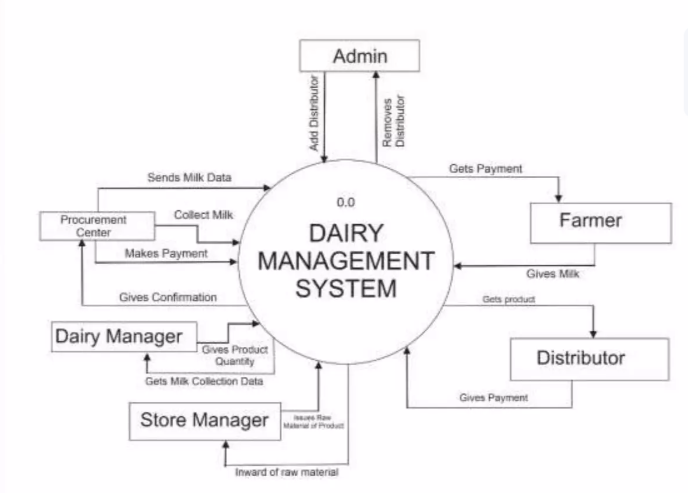 Admin
Add Distributor
Removes
Distributor
Sends Milk Data
Gets Payment
0.0
Procurement
Center
Collect Milk
Farmer
DAIRY
MANAGEMENT
SYSTEM
Makes Payment
Gives Milk
Gives Confirmation
Gets product
Dairy Manager
Gives Product
Quantity
Distributor
Gets Milk Collection Data
Gives Payment
Store Manager
Issues Raw
Material of Product
Inward of raw material